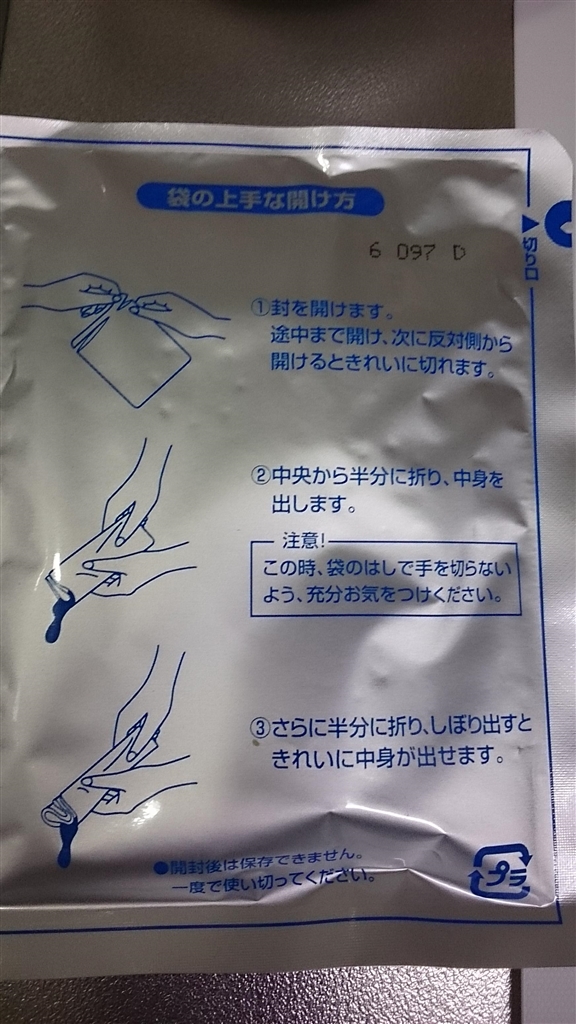 袋の上手な開け方
6 097 D
▲切り口
①封を開けます。
途中まで開け、次に反対側から
開けるときれいに切れます。
②中央から半分に折り、中身を
出します。
注意!
この時、袋のはしで手を切らない
よう、充分お気をつけください。
③さらに半分に折り、しぼり出すと
きれいに中身が出せます。
●開封後は保存できません。
一度で使い切ってください。
プラ